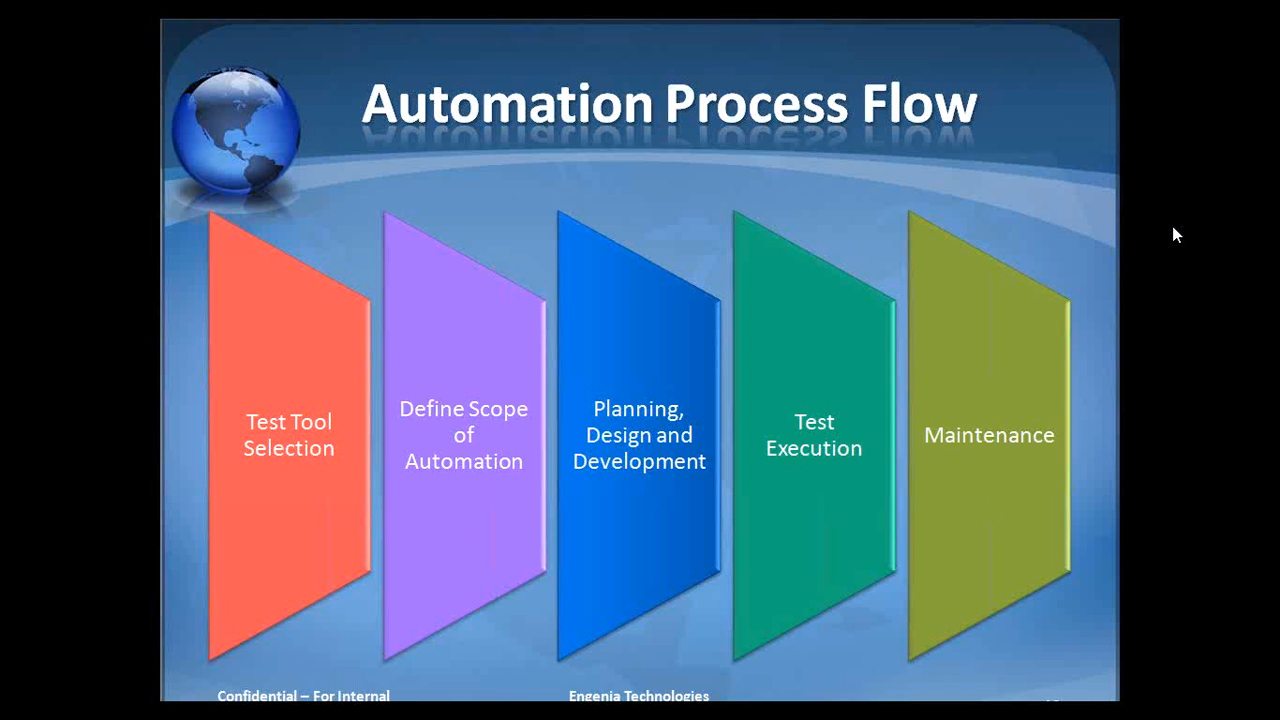 Automation Process Flow
Test Tool
Selection
Define Scope
of
Automation
Planning,
Design and
Development
Test
Execution
Maintenance
Confidential – For Internal
Engenia Technologies